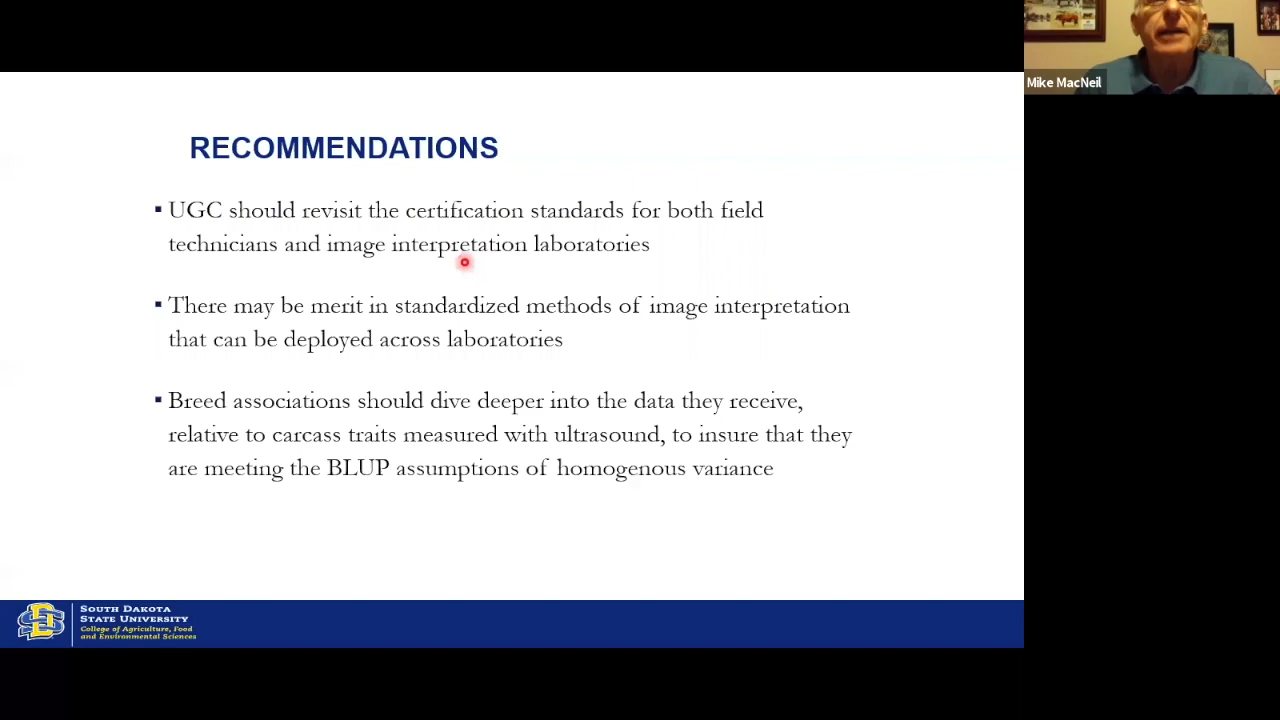 Mike MacNeil
RECOMMENDATIONS
▪ UGC should revisit the certification standards for both field
technicians and image interpretation laboratories
▪ There may be merit in standardized methods of image interpretation
that can be deployed across laboratories
▪ Breed associations should dive deeper into the data they receive,
relative to carcass traits measured with ultrasound, to insure that they
are meeting the BLUP assumptions of homogenous variance
SOUTH DAKOTA
STATE UNIVERSITY
College of Agriculture, Food
and Environmental Sciences